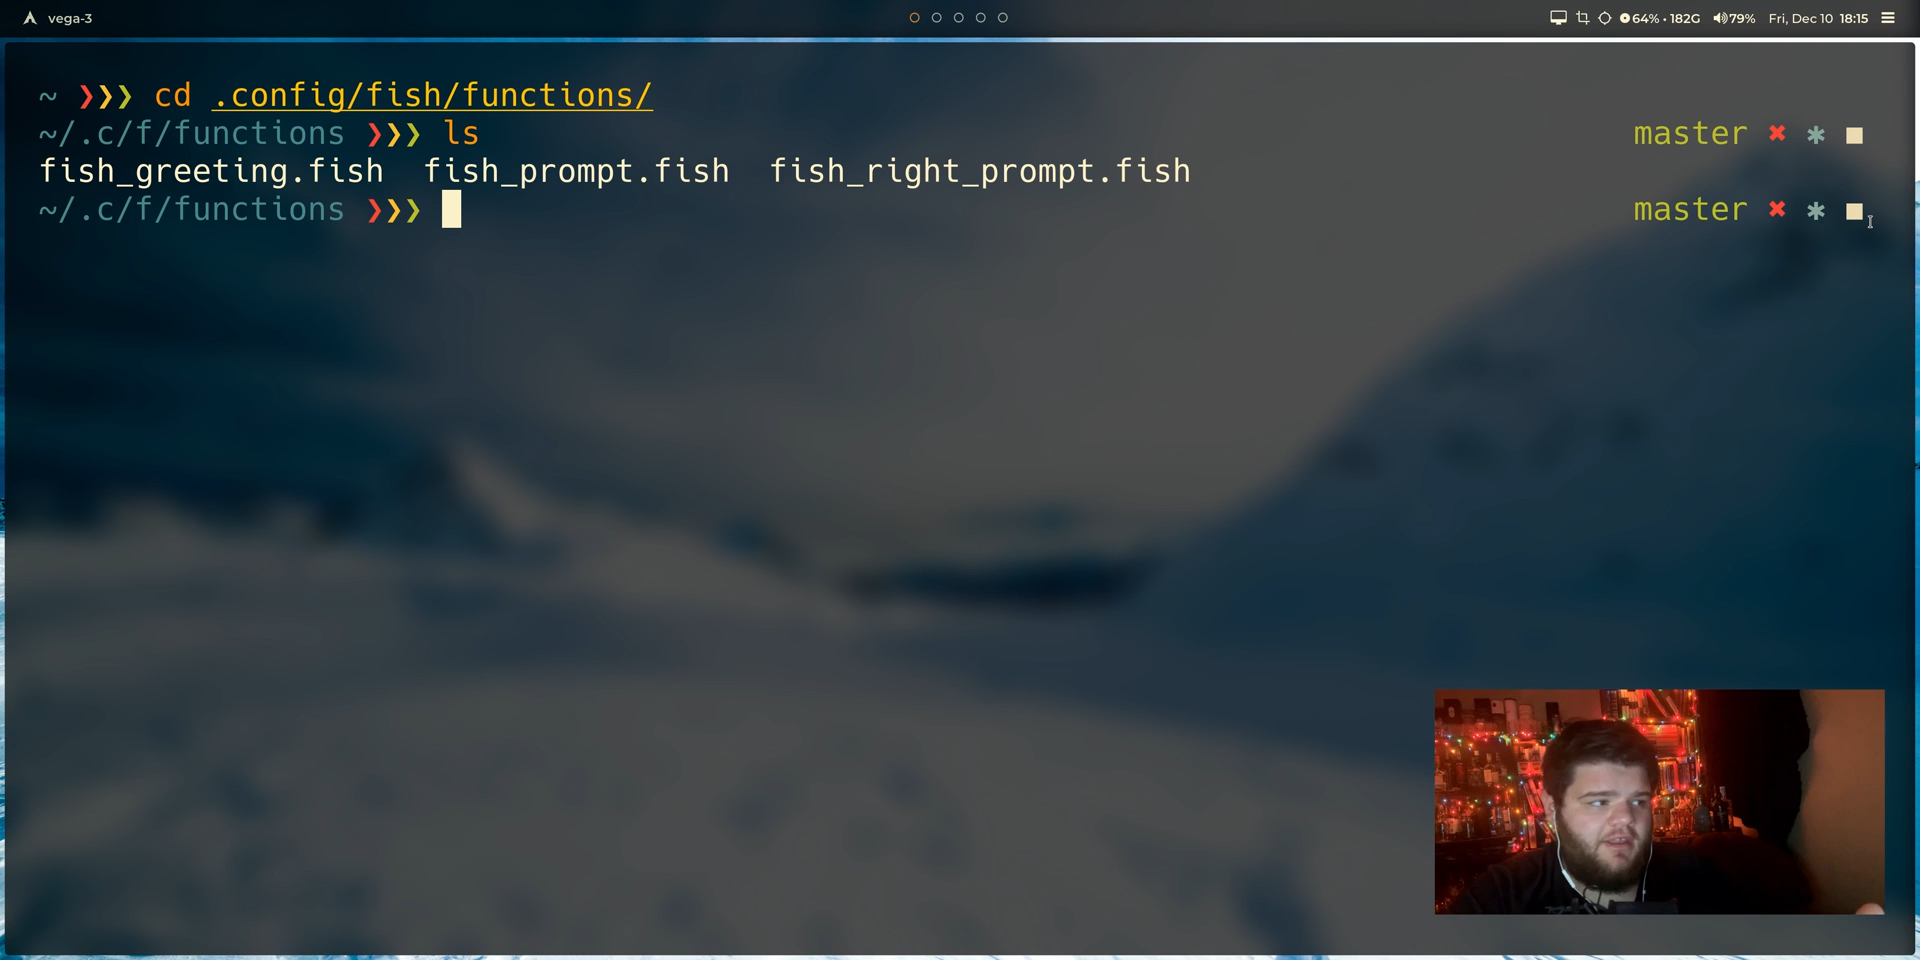 vega-3
64% • 182G 79% Fri, Dec 10 18:15
~ ❯❯❯ cd .config/fish/functions/
~/.c/f/functions ❯❯❯ ls master ✖ ✱ ■
fish_greeting.fish fish_prompt.fish fish_right_prompt.fish
~/.c/f/functions ❯❯❯ master ✖ ✱ ■